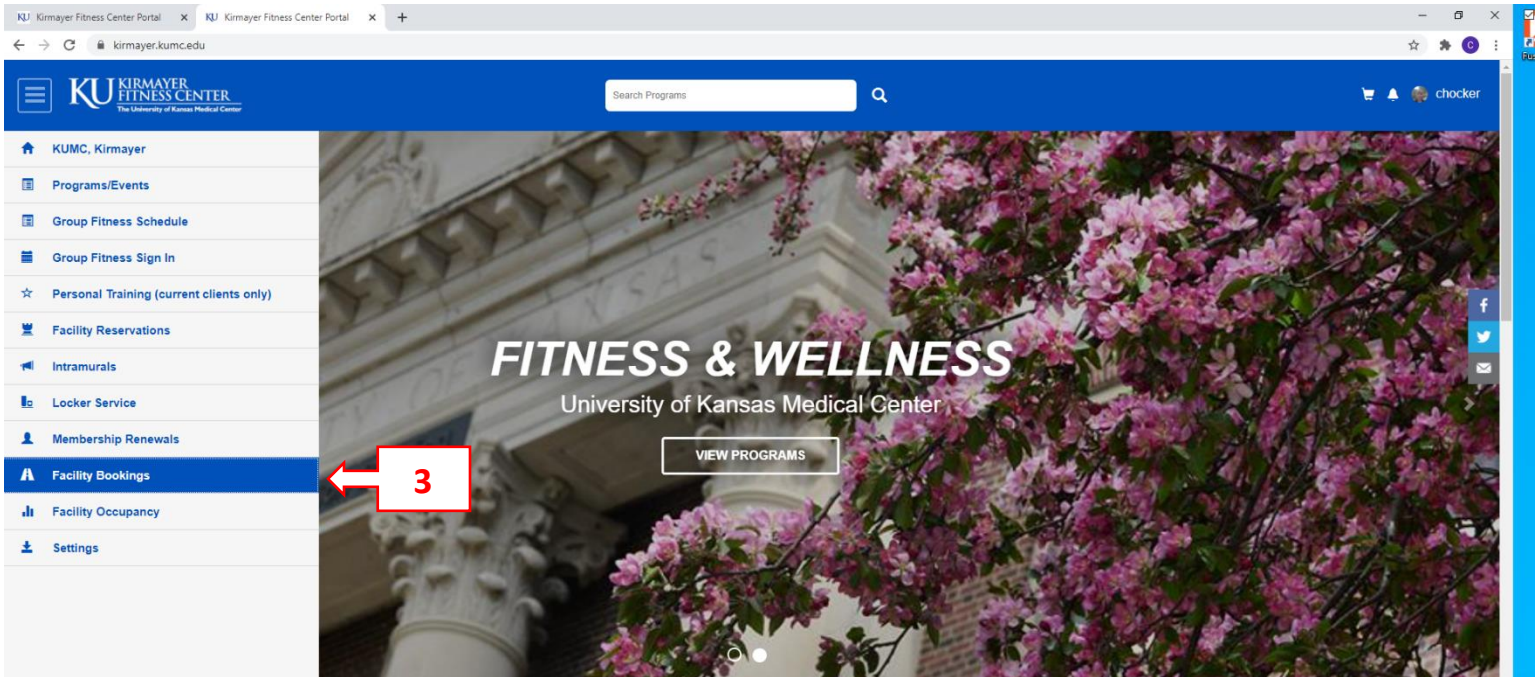 KU Kirmayer Fitness Center Portal
KU Kirmayer Fitness Center Portal
kirmayer.kumc.edu
C
KU KIRMAYER
FITNESS CENTER
The University of Kansas Medical Center
Search Programs
chocker
KUMC, Kirmayer
Programs/Events
Group Fitness Schedule
Group Fitness Sign In
Personal Training (current clients only)
Facility Reservations
Intramurals
Locker Service
Membership Renewals
Facility Bookings
Facility Occupancy
Settings
3
FITNESS & WELLNESS
University of Kansas Medical Center
VIEW PROGRAMS
f